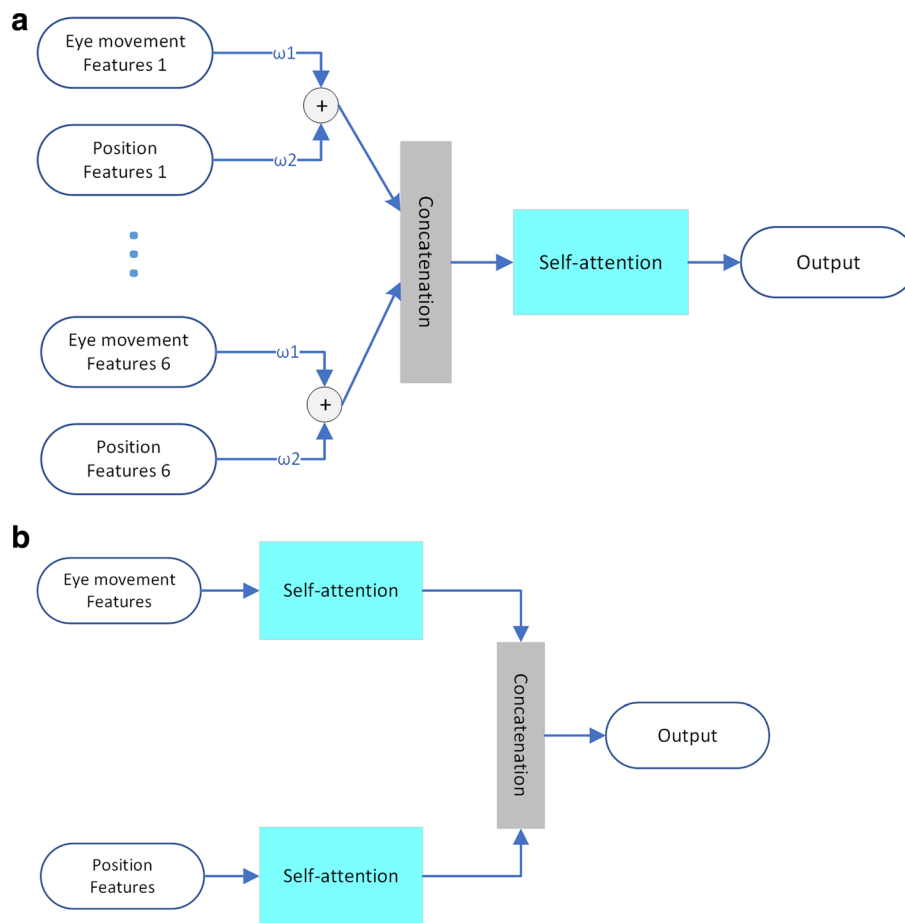 a
Eye movement
Features 1
ω1
+
Position
Features 1
ω2
Concatenation
Self-attention
Output
Eye movement
Features 6
ω1
+
Position
Features 6
ω2
b
Eye movement
Features
Self-attention
Concatenation
Output
Position
Features
Self-attention